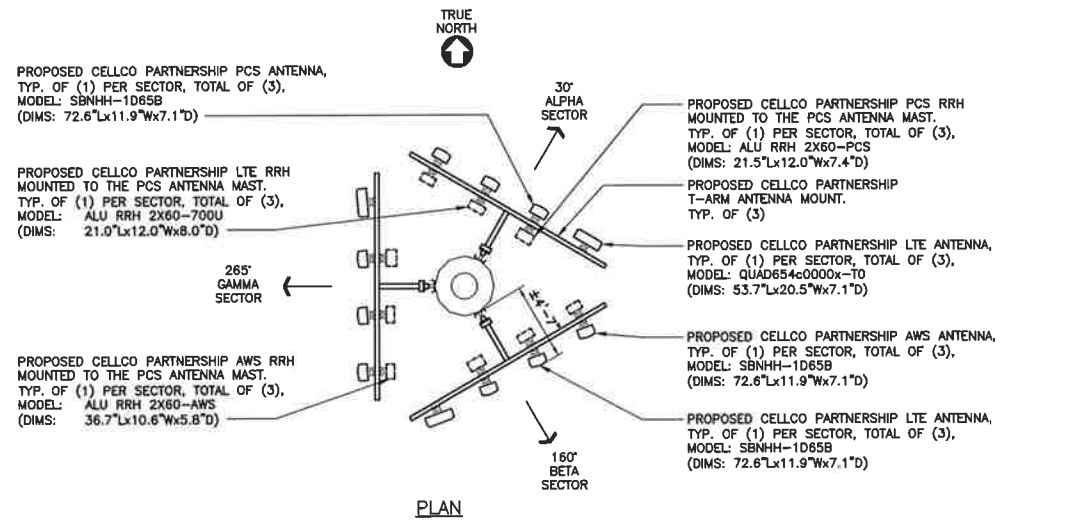 TRUE
NORTH
PROPOSED CELLCO PARTNERSHIP PCS ANTENNA,
TYP. OF (1) PER SECTOR, TOTAL OF (3),
MODEL: SBNHH-1D65B
(DIMS: 72.6"Lx11.9"Wx7.1"D)
30°
ALPHA
SECTOR
PROPOSED CELLCO PARTNERSHIP PCS RRH
MOUNTED TO THE PCS ANTENNA MAST.
TYP. OF (1) PER SECTOR, TOTAL OF (3),
MODEL: ALU RRH 2X60-PCS
(DIMS: 21.5"Lx12.0"Wx7.4"D)
PROPOSED CELLCO PARTNERSHIP LTE RRH
MOUNTED TO THE PCS ANTENNA MAST.
TYP. OF (1) PER SECTOR, TOTAL OF (3),
MODEL: ALU RRH 2X60-700U
(DIMS: 21.0"Lx12.0"Wx8.0"D)
PROPOSED CELLCO PARTNERSHIP
T-ARM ANTENNA MOUNT.
TYP. OF (3)
PROPOSED CELLCO PARTNERSHIP LTE ANTENNA,
TYP. OF (1) PER SECTOR, TOTAL OF (3),
MODEL: QUAD654c0000x-T0
(DIMS: 53.7"Lx20.5"Wx7.1"D)
265°
GAMMA
SECTOR
±4'-7"
PROPOSED CELLCO PARTNERSHIP AWS ANTENNA,
TYP. OF (1) PER SECTOR, TOTAL OF (3),
MODEL: SBNHH-1D65B
(DIMS: 72.6"Lx11.9"Wx7.1"D)
PROPOSED CELLCO PARTNERSHIP AWS RRH
MOUNTED TO THE PCS ANTENNA MAST.
TYP. OF (1) PER SECTOR, TOTAL OF (3),
MODEL: ALU RRH 2X60-AWS
(DIMS: 36.7"Lx10.6"Wx5.8"D)
PROPOSED CELLCO PARTNERSHIP LTE ANTENNA,
TYP. OF (1) PER SECTOR, TOTAL OF (3),
MODEL: SBNHH-1D65B
(DIMS: 72.6"Lx11.9"Wx7.1"D)
160°
BETA
SECTOR
PLAN